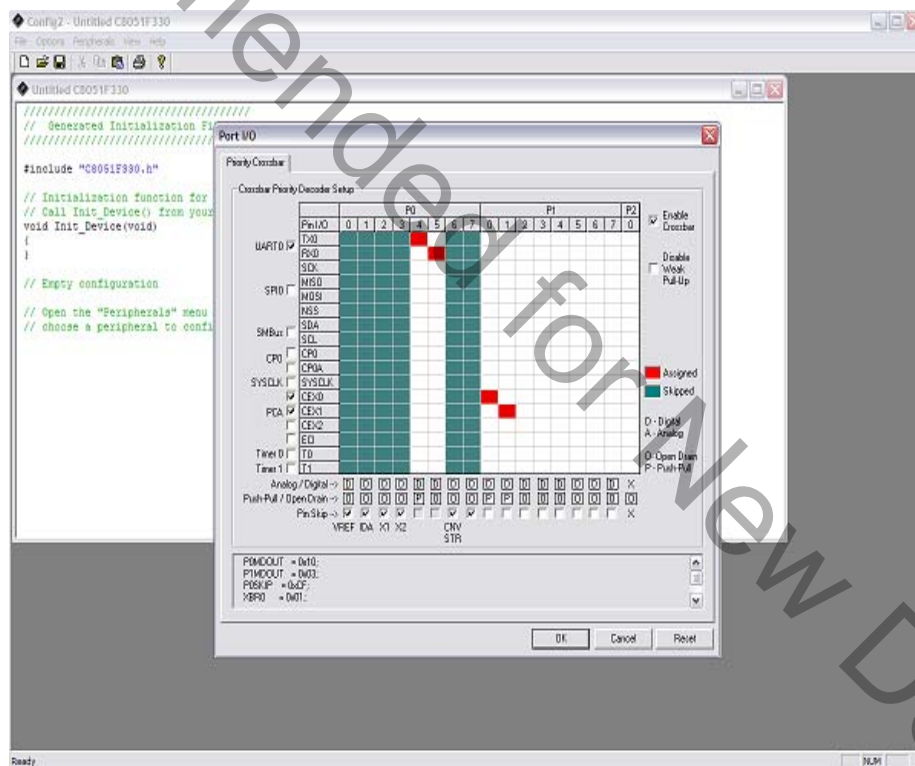 Config2 - Untitled C8051F330
File Options Peripherals View Help
Untitled C8051F330
////////////////////////////////////
// Generated Initialization Fi
////////////////////////////////////
#include "C8051F330.h"
// Initialization function for
// Call Init_Device() from your
void Init_Device(void)
{
}
// Empty configuration
// Open the "Peripherals" menu
// choose a peripheral to confi
Port I/O
Priority Crossbar
Crossbar Priority Decoder Setup
P0 P1 P2
Pin I/O 0 1 2 3 4 5 6 7 0 1 2 3 4 5 6 7 0
UART0 TX0
RX0
SCK
SPI0 MISO
MOSI
NSS
SMBus SDA
SCL
CP0 CP0
CP0A
SYSCLK SYSCLK
CEX0
PCA CEX1
CEX2
ECI
Timer 0 T0
Timer 1 T1
Analog / Digital -> D D D D D D D D D D D D D D D D X
Push-Pull / Open Drain -> O O O O P O O O P P O O O O O O O
Pin Skip -> X
VREF IDA X1 X2 CNV
STR
Enable
Crossbar
Disable
Weak
Pull-Up
Assigned
Skipped
D - Digital
A - Analog
O - Open Drain
P - Push-Pull
P0MDOUT = 0x10;
P1MDOUT = 0x03;
P0SKIP = 0xCF;
XBR0 = 0x01;
OK Cancel Reset
Ready NUM
ended for New D